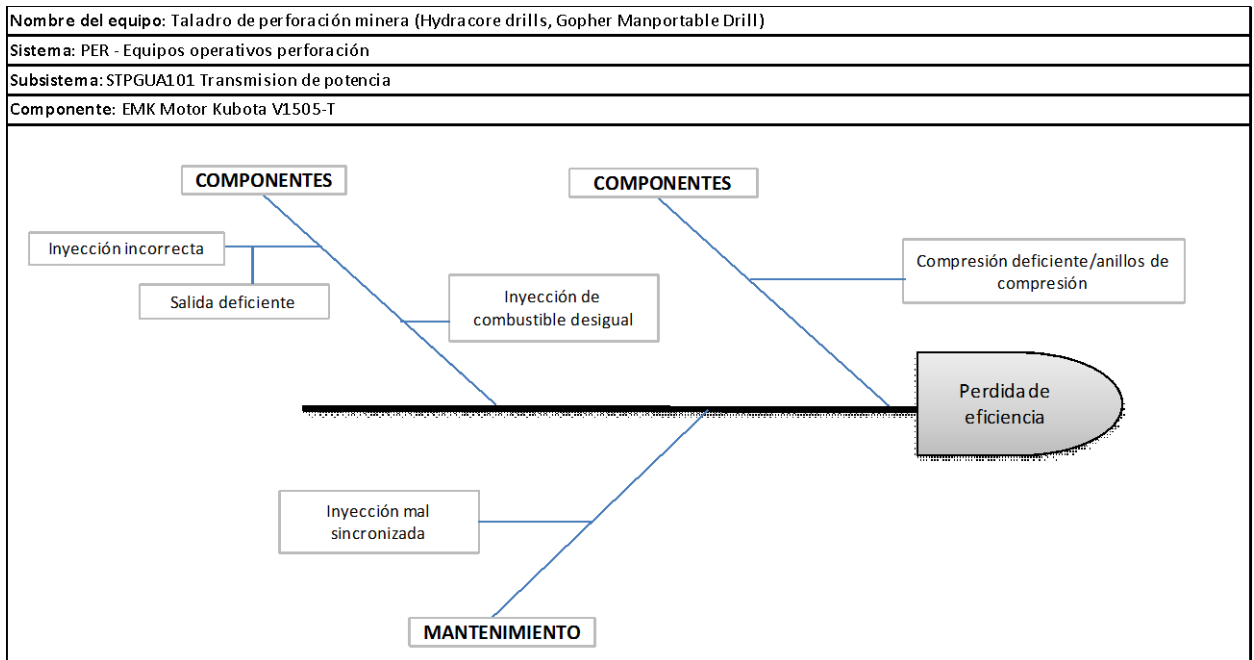 Nombre del equipo: Taladro de perforación minera (Hydracore drills, Gopher Manportable Drill)
Sistema: PER - Equipos operativos perforación
Subsistema: STPGUA101 Transmision de potencia
Componente: EMK Motor Kubota V1505-T
COMPONENTES
COMPONENTES
Inyección incorrecta
Salida deficiente
Inyección de
combustible desigual
Compresión deficiente/anillos de
compresión
Perdida de
eficiencia
Inyección mal
sincronizada
MANTENIMIENTO